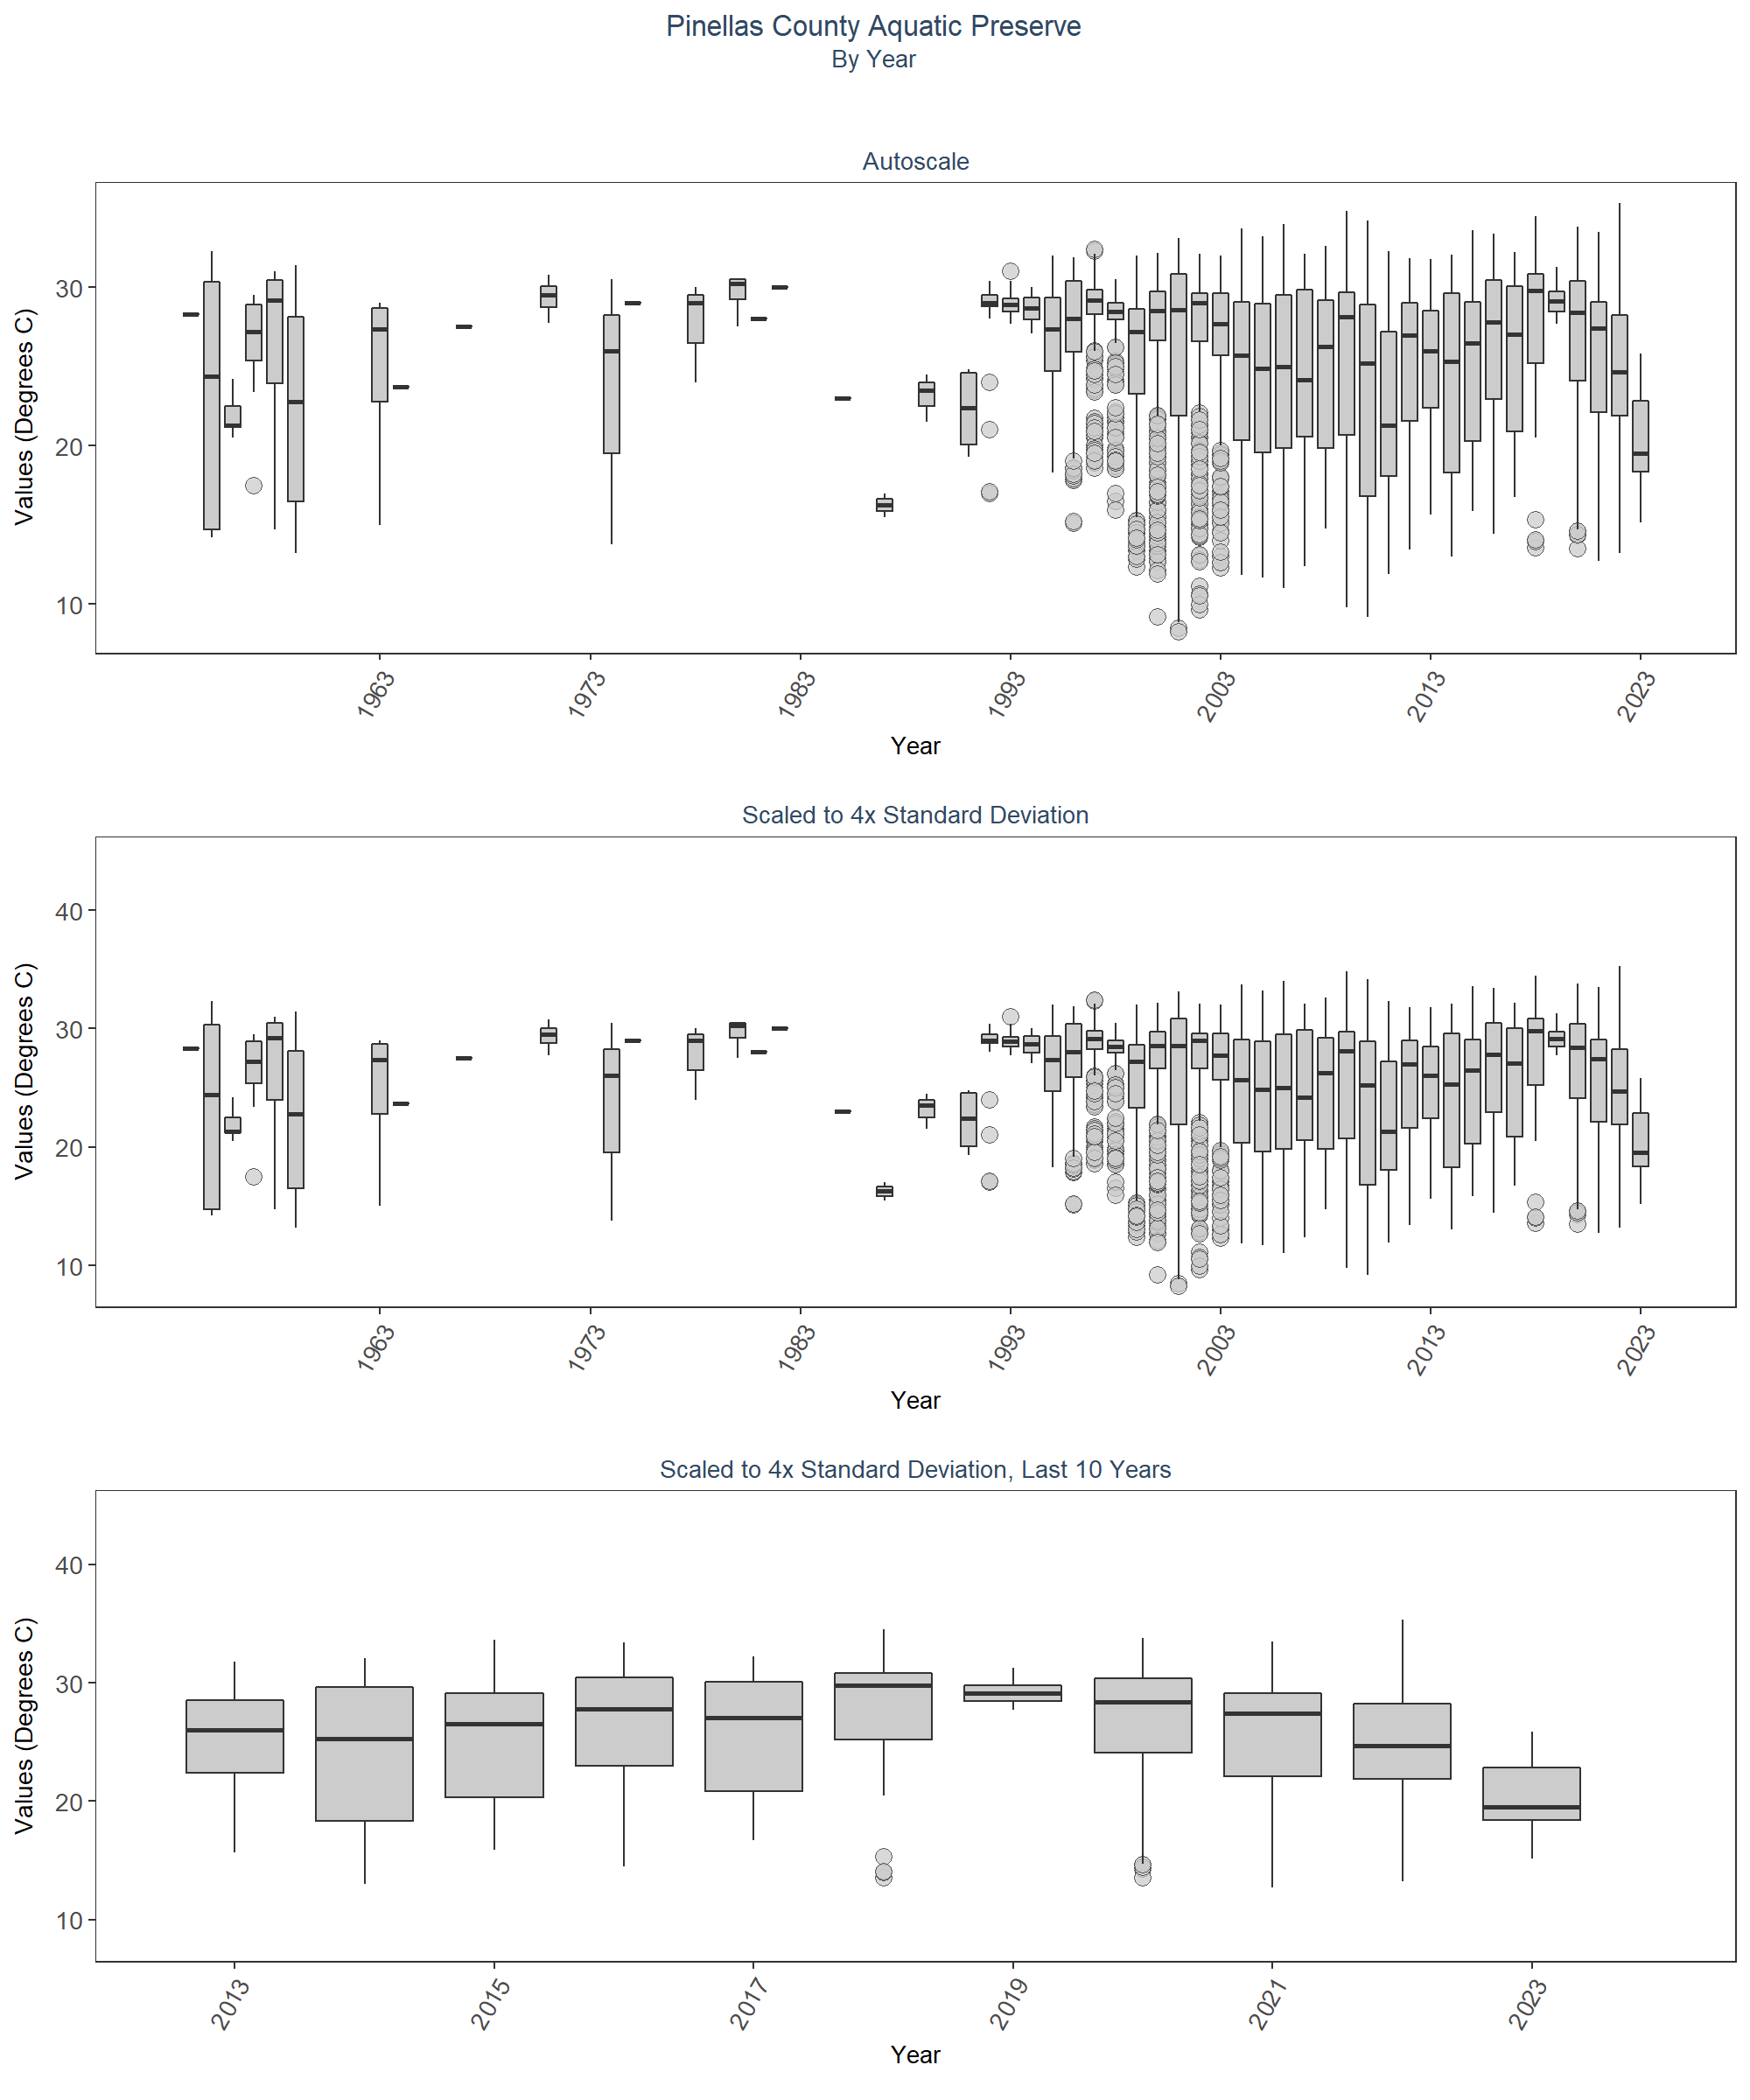 Pinellas County Aquatic Preserve
By Year
Autoscale
Values (Degrees C)
30
20
10
1963
1973
1983
1993
2003
2013
2023
Year
Scaled to 4x Standard Deviation
Values (Degrees C)
40
30
20
10
1963
1973
1983
1993
2003
2013
2023
Year
Scaled to 4x Standard Deviation, Last 10 Years
Values (Degrees C)
40
30
20
10
2013
2015
2017
2019
2021
2023
Year